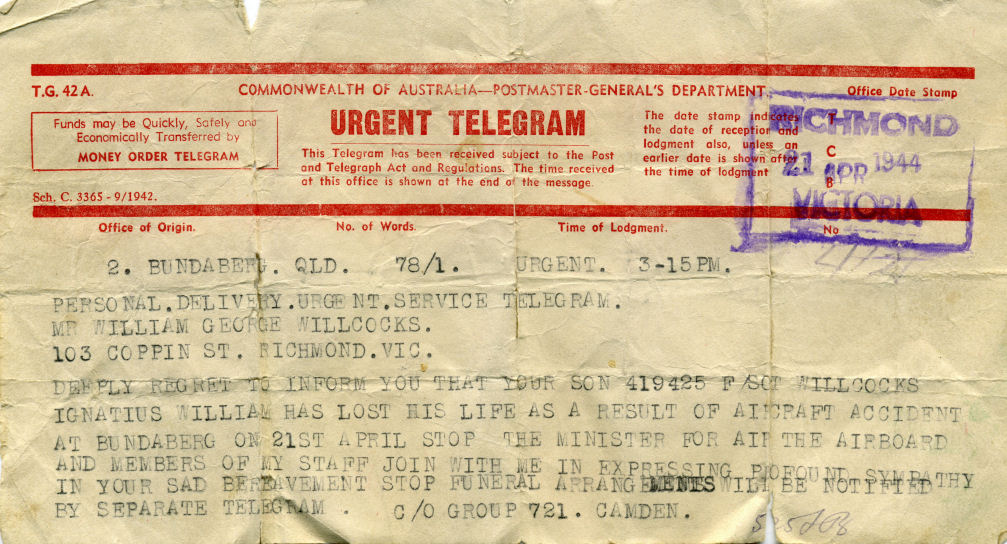 T.G. 42A.
COMMONWEALTH OF AUSTRALIA—POSTMASTER-GENERAL'S DEPARTMENT.
Office Date Stamp
Funds may be Quickly, Safely and
Economically Transferred by
MONEY ORDER TELEGRAM
URGENT TELEGRAM
This Telegram has been received subject to the Post
and Telegraph Act and Regulations. The time received
at this office is shown at the end of the message.
The date stamp indicates
the date of reception and
lodgment also, unless an
earlier date is shown after
the time of lodgment
T
C
B
RICHMOND
21 APR 1944
VICTORIA
Sch. C. 3365 - 9/1942.
Office of Origin. No. of Words. Time of Lodgment. No
2. BUNDABERG. QLD. 78/1. URGENT. 3-15PM.
PERSONAL.DELIVERY.URGENT.SERVICE TELEGRAM.
MR WILLIAM GEORGE WILLCOCKS.
103 COPPIN ST. RICHMOND.VIC.
DEEPLY REGRET TO INFORM YOU THAT YOUR SON 419425 F/SGT WILLCOCKS
IGNATIUS WILLIAM HAS LOST HIS LIFE AS A RESULT OF AIRCRAFT ACCIDENT
AT BUNDABERG ON 21ST APRIL STOP THE MINISTER FOR AIR THE AIRBOARD
AND MEMBERS OF MY STAFF JOIN WITH ME IN EXPRESSING PROFOUND SYMPATHY
IN YOUR SAD BEREAVEMENT STOP FUNERAL ARRANGEMENTS WILL BE NOTIFIED
BY SEPARATE TELEGRAM . C/O GROUP 721. CAMDEN.